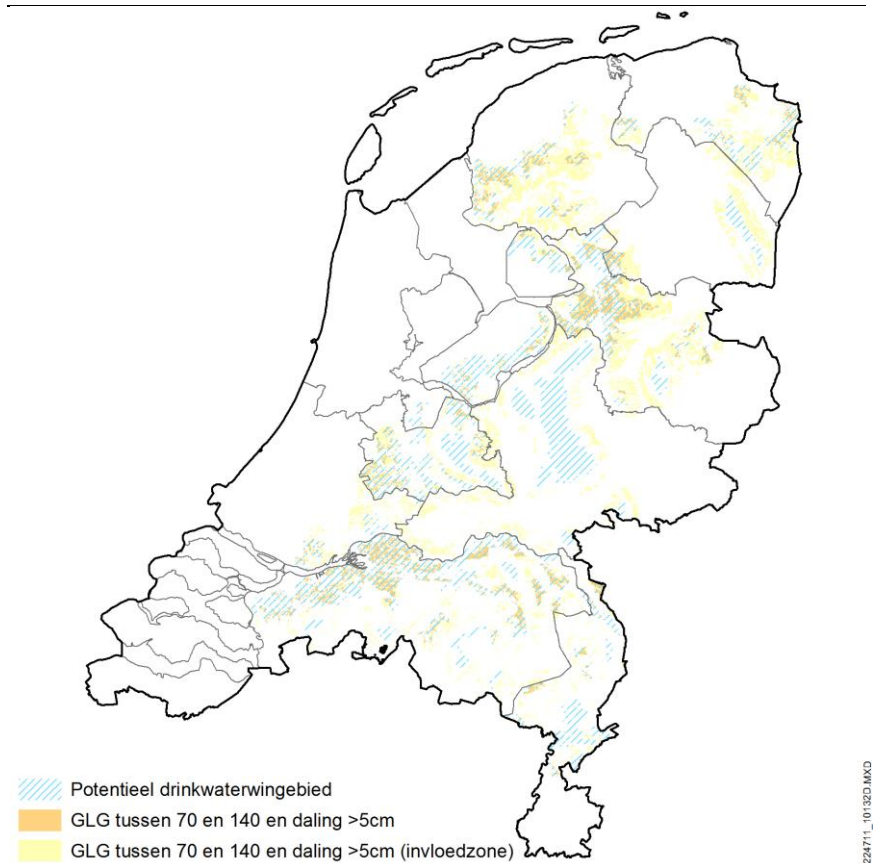 Potentieel drinkwaterwingebied
GLG tussen 70 en 140 en daling >5cm
GLG tussen 70 en 140 en daling >5cm (invloedzone)
224711_10132D.MXD